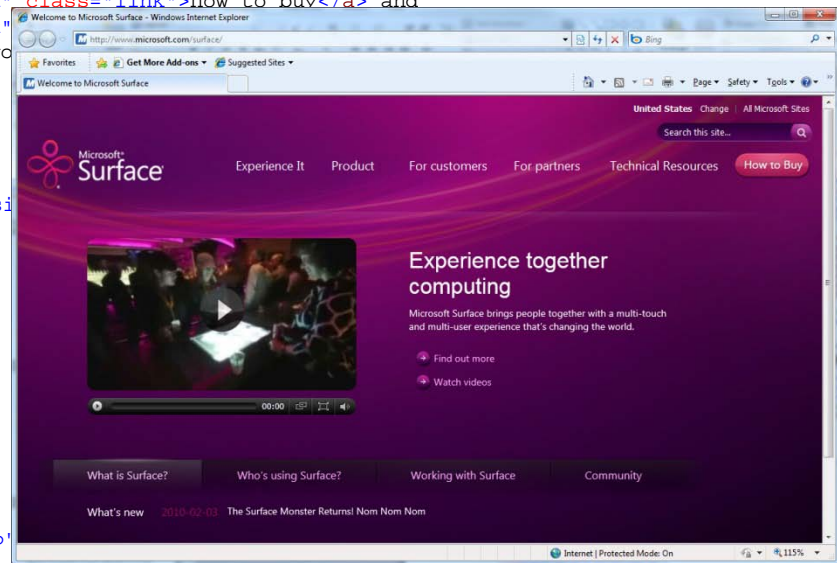 " class="link">how to buy</a> and
Welcome to Microsoft Surface - Windows Internet Explorer
http://www.microsoft.com/surface/
Bing
Favorites Get More Add-ons Suggested Sites
Welcome to Microsoft Surface
Page Safety Tools
United States Change | All Microsoft Sites
Search this site...
Microsoft®
Surface
Experience It Product For customers For partners Technical Resources How to Buy
Experience together
computing
Microsoft Surface brings people together with a multi-touch
and multi-user experience that's changing the world.
Find out more
Watch videos
00:00
What is Surface? Who's using Surface? Working with Surface Community
What's new 2010-02-03 The Surface Monster Returns! Nom Nom Nom
Internet | Protected Mode: On 115%